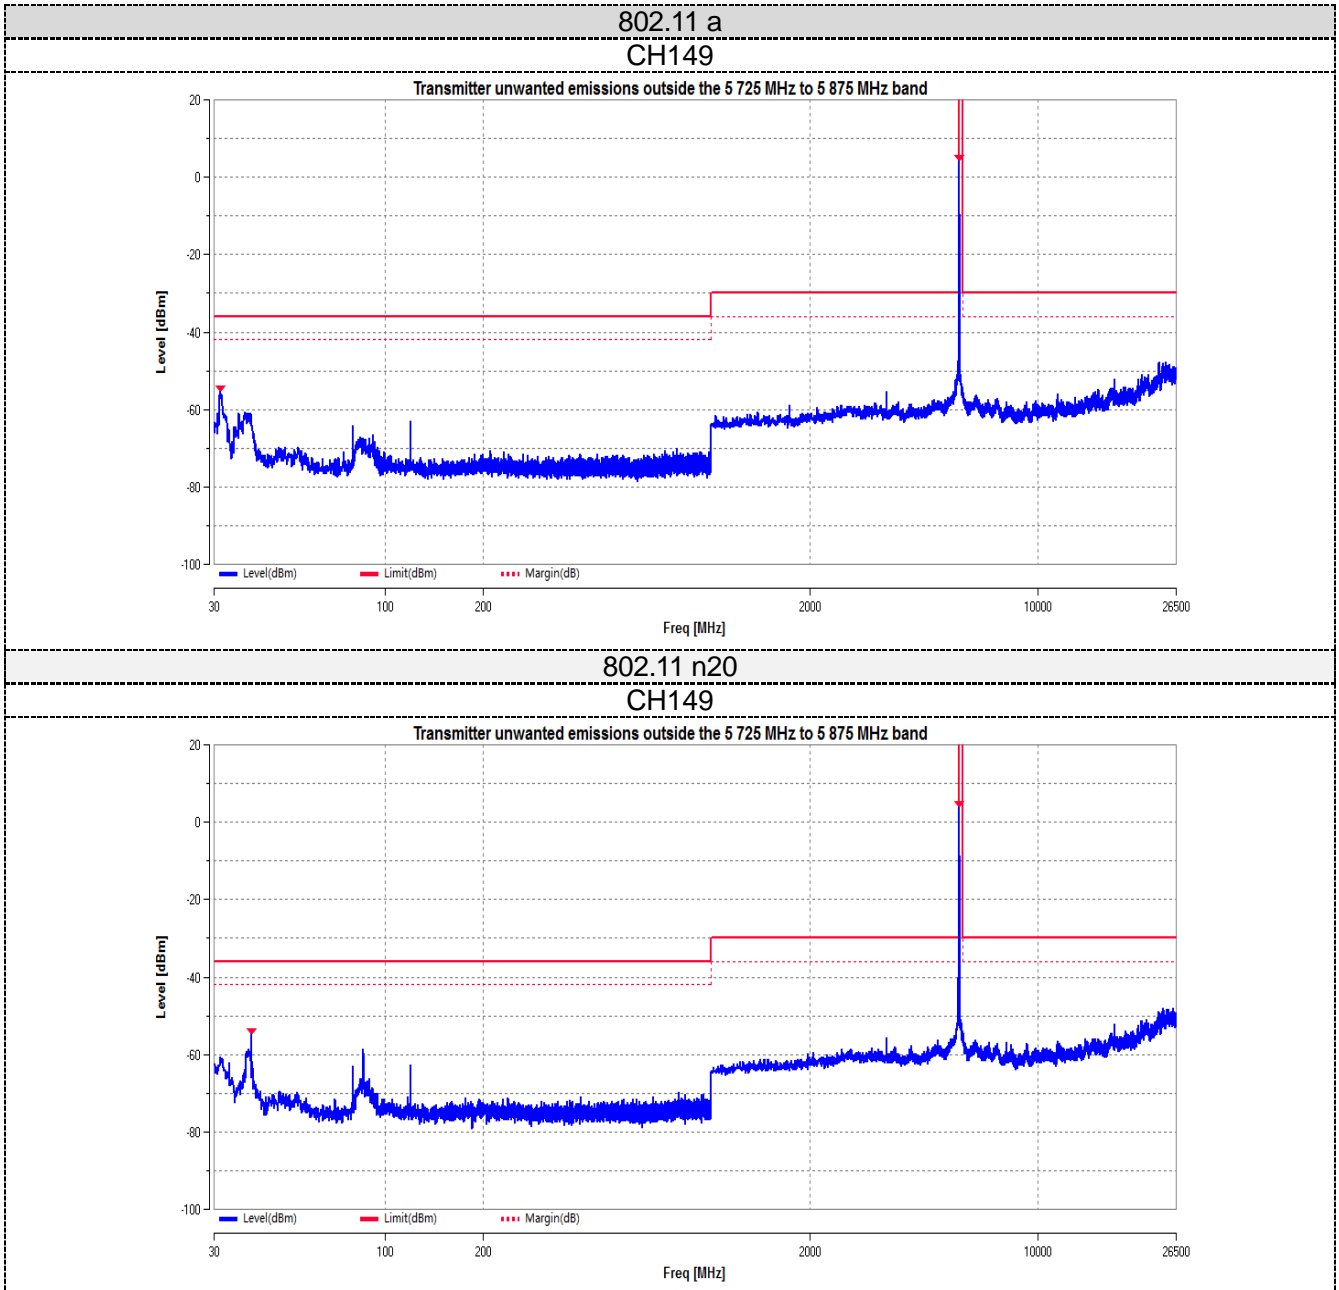 802.11 a
CH149
Transmitter unwanted emissions outside the 5 725 MHz to 5 875 MHz band
20
0
-20
-40
-60
-80
-100
Level [dBm]
Level(dBm) Limit(dBm) Margin(dB)
30 100 200 2000 10000 26500
Freq [MHz]
802.11 n20
CH149
Transmitter unwanted emissions outside the 5 725 MHz to 5 875 MHz band
20
0
-20
-40
-60
-80
-100
Level [dBm]
Level(dBm) Limit(dBm) Margin(dB)
30 100 200 2000 10000 26500
Freq [MHz]